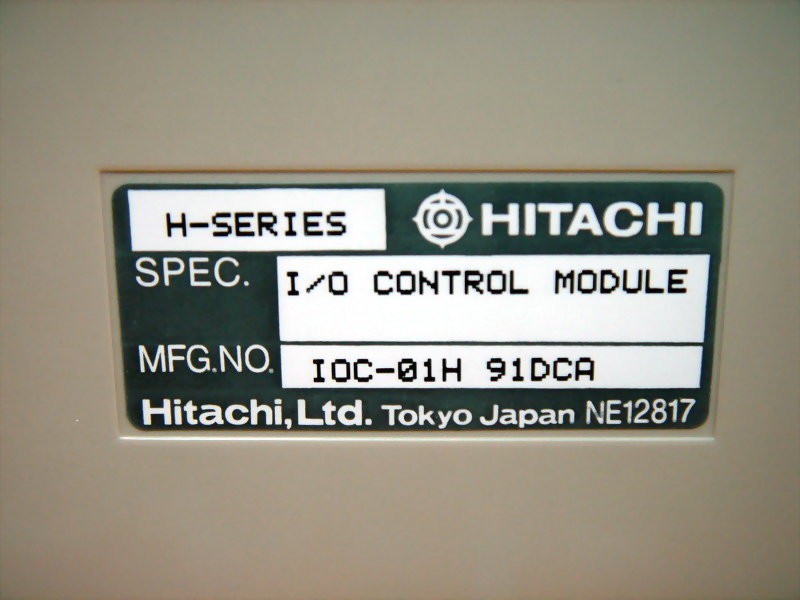 H-SERIES HITACHI
SPEC. I/O CONTROL MODULE
MFG.NO. IOC-01H 91DCA
Hitachi,Ltd. Tokyo Japan NE12817